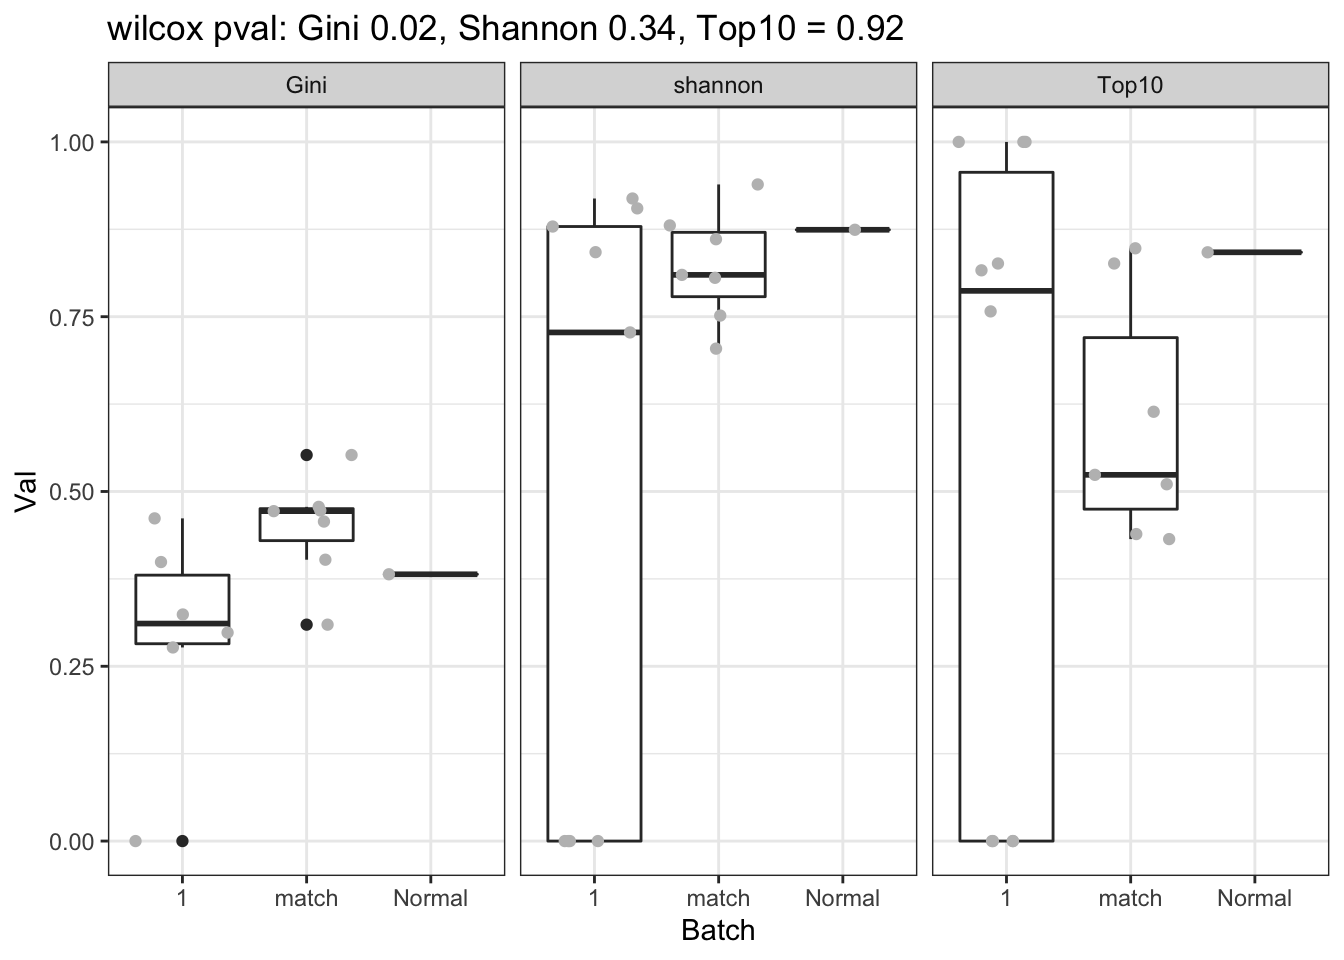 wilcox pval: Gini 0.02, Shannon 0.34, Top10 = 0.92
Gini
shannon
Top10
Val
1.00
0.75
0.50
0.25
0.00
1 match Normal
1 match Normal
1 match Normal
Batch